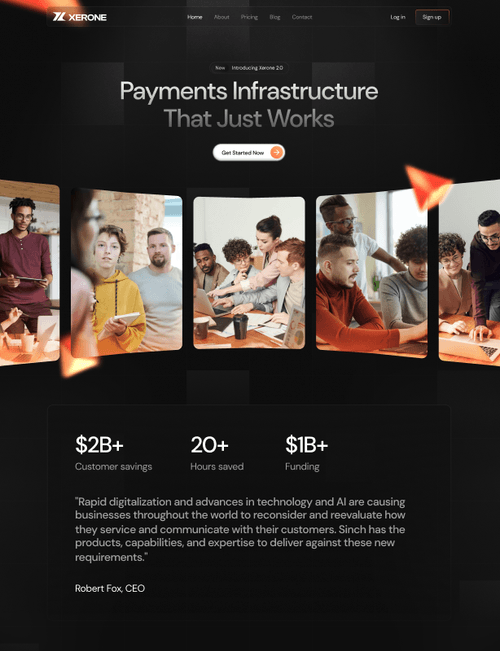 XERONE
Home About Pricing Blog Contact
Log in
Sign up
New Introducing Xerone 2.0
Payments Infrastructure
That Just Works
Get Started Now
$2B+
Customer savings
20+
Hours saved
$1B+
Funding
"Rapid digitalization and advances in technology and AI are causing
businesses throughout the world to reconsider and reevaluate how
they service and communicate with their customers. Sinch has the
products, capabilities, and expertise to deliver against these new
requirements."
Robert Fox, CEO